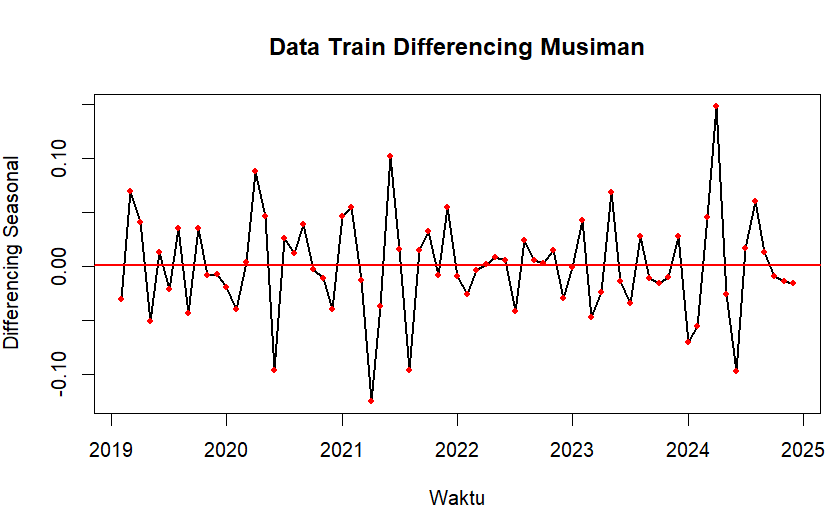 Data Train Differencing Musiman
Differencing Seasonal
0.10
0.00
-0.10
2019 2020 2021 2022 2023 2024 2025
Waktu